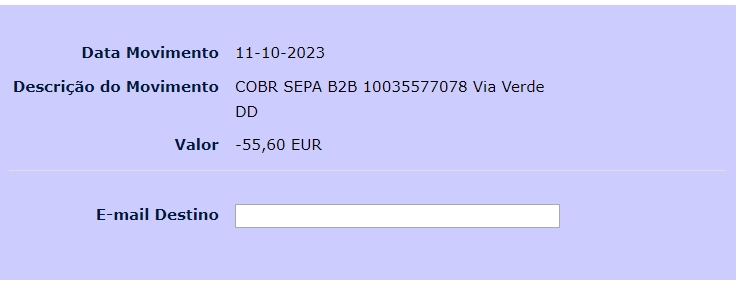 Data Movimento 11-10-2023
Descrição do Movimento COBR SEPA B2B 10035577078 Via Verde
DD
Valor -55,60 EUR
E-mail Destino